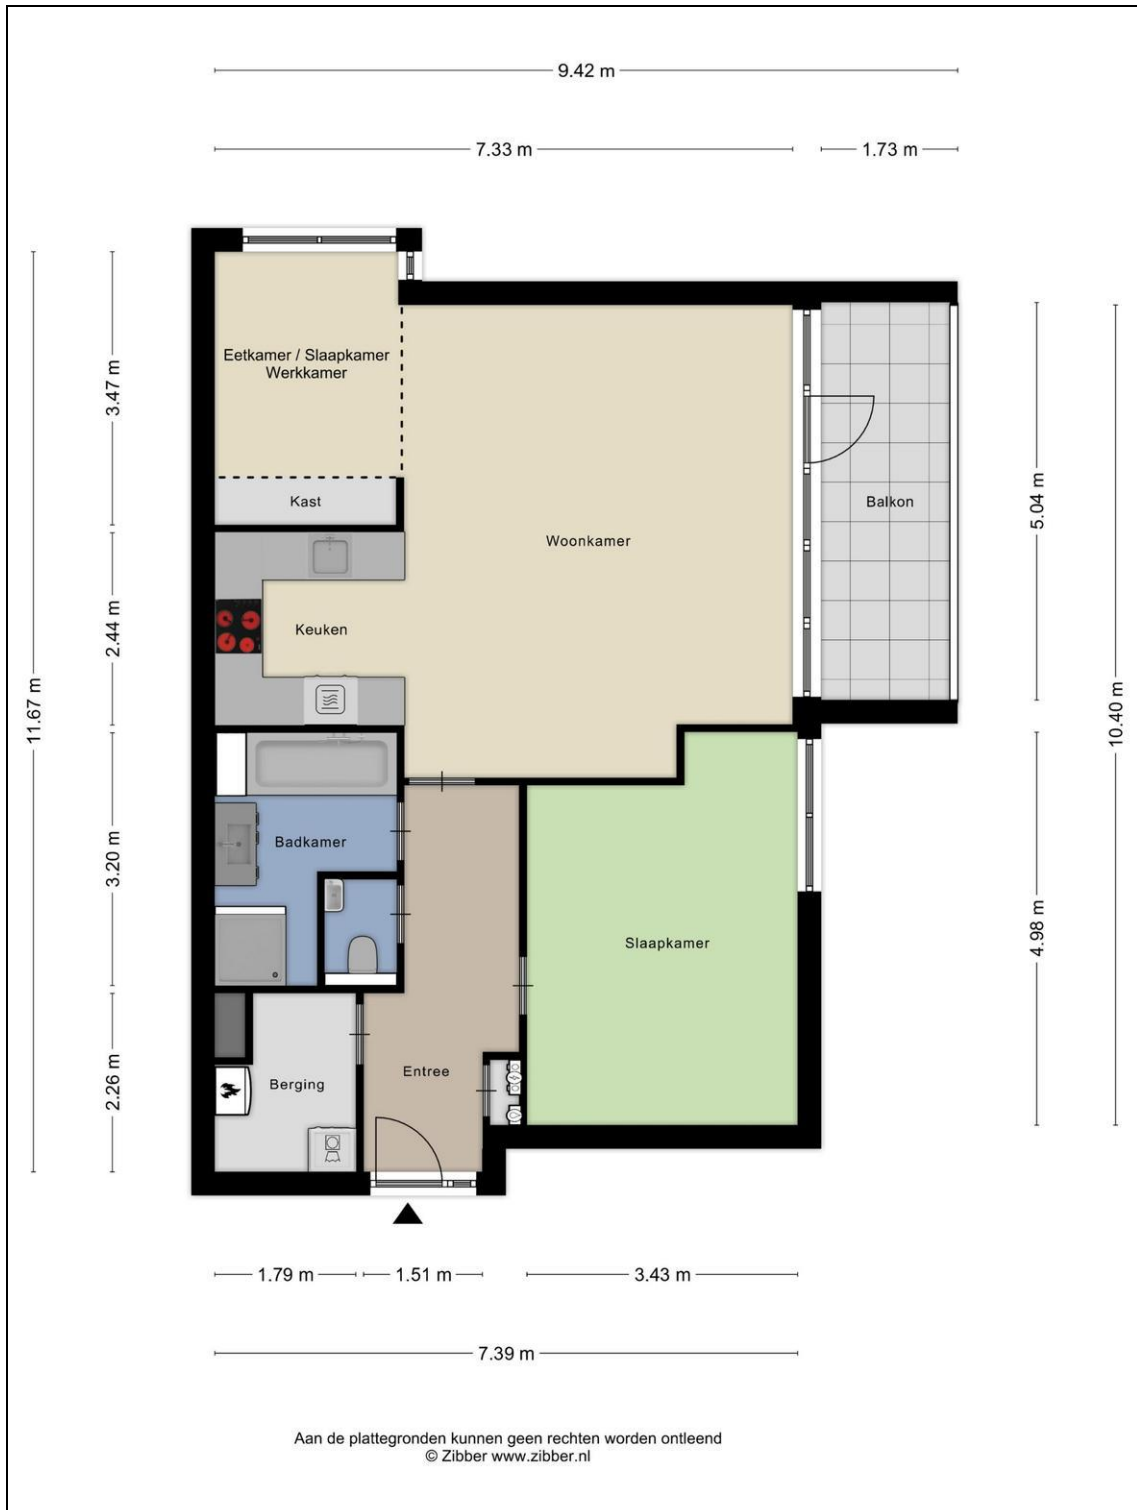 9.42 m
7.33 m
1.73 m
Eetkamer / Slaapkamer
Werkkamer
3.47 m
Kast
Balkon
5.04 m
Woonkamer
Keuken
2.44 m
11.67 m
10.40 m
Badkamer
3.20 m
Slaapkamer
4.98 m
Entree
Berging
2.26 m
1.79 m
1.51 m
3.43 m
7.39 m
Aan de plattegronden kunnen geen rechten worden ontleend
© Zibber www.zibber.nl